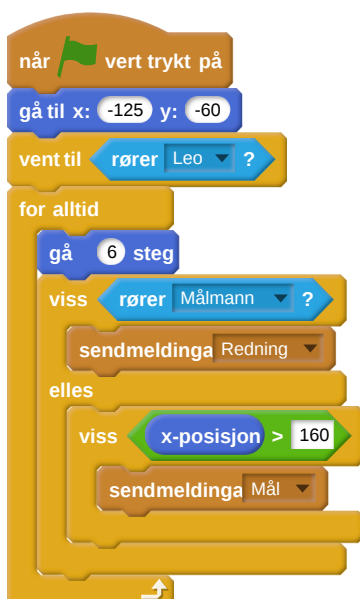 når vert trykt på
gå til x: -125 y: -60
vent til rører Leo ?
for alltid
gå 6 steg
viss rører Målmann ?
sendmeldinga Redning
elles
viss x-posisjon > 160
sendmeldinga Mål